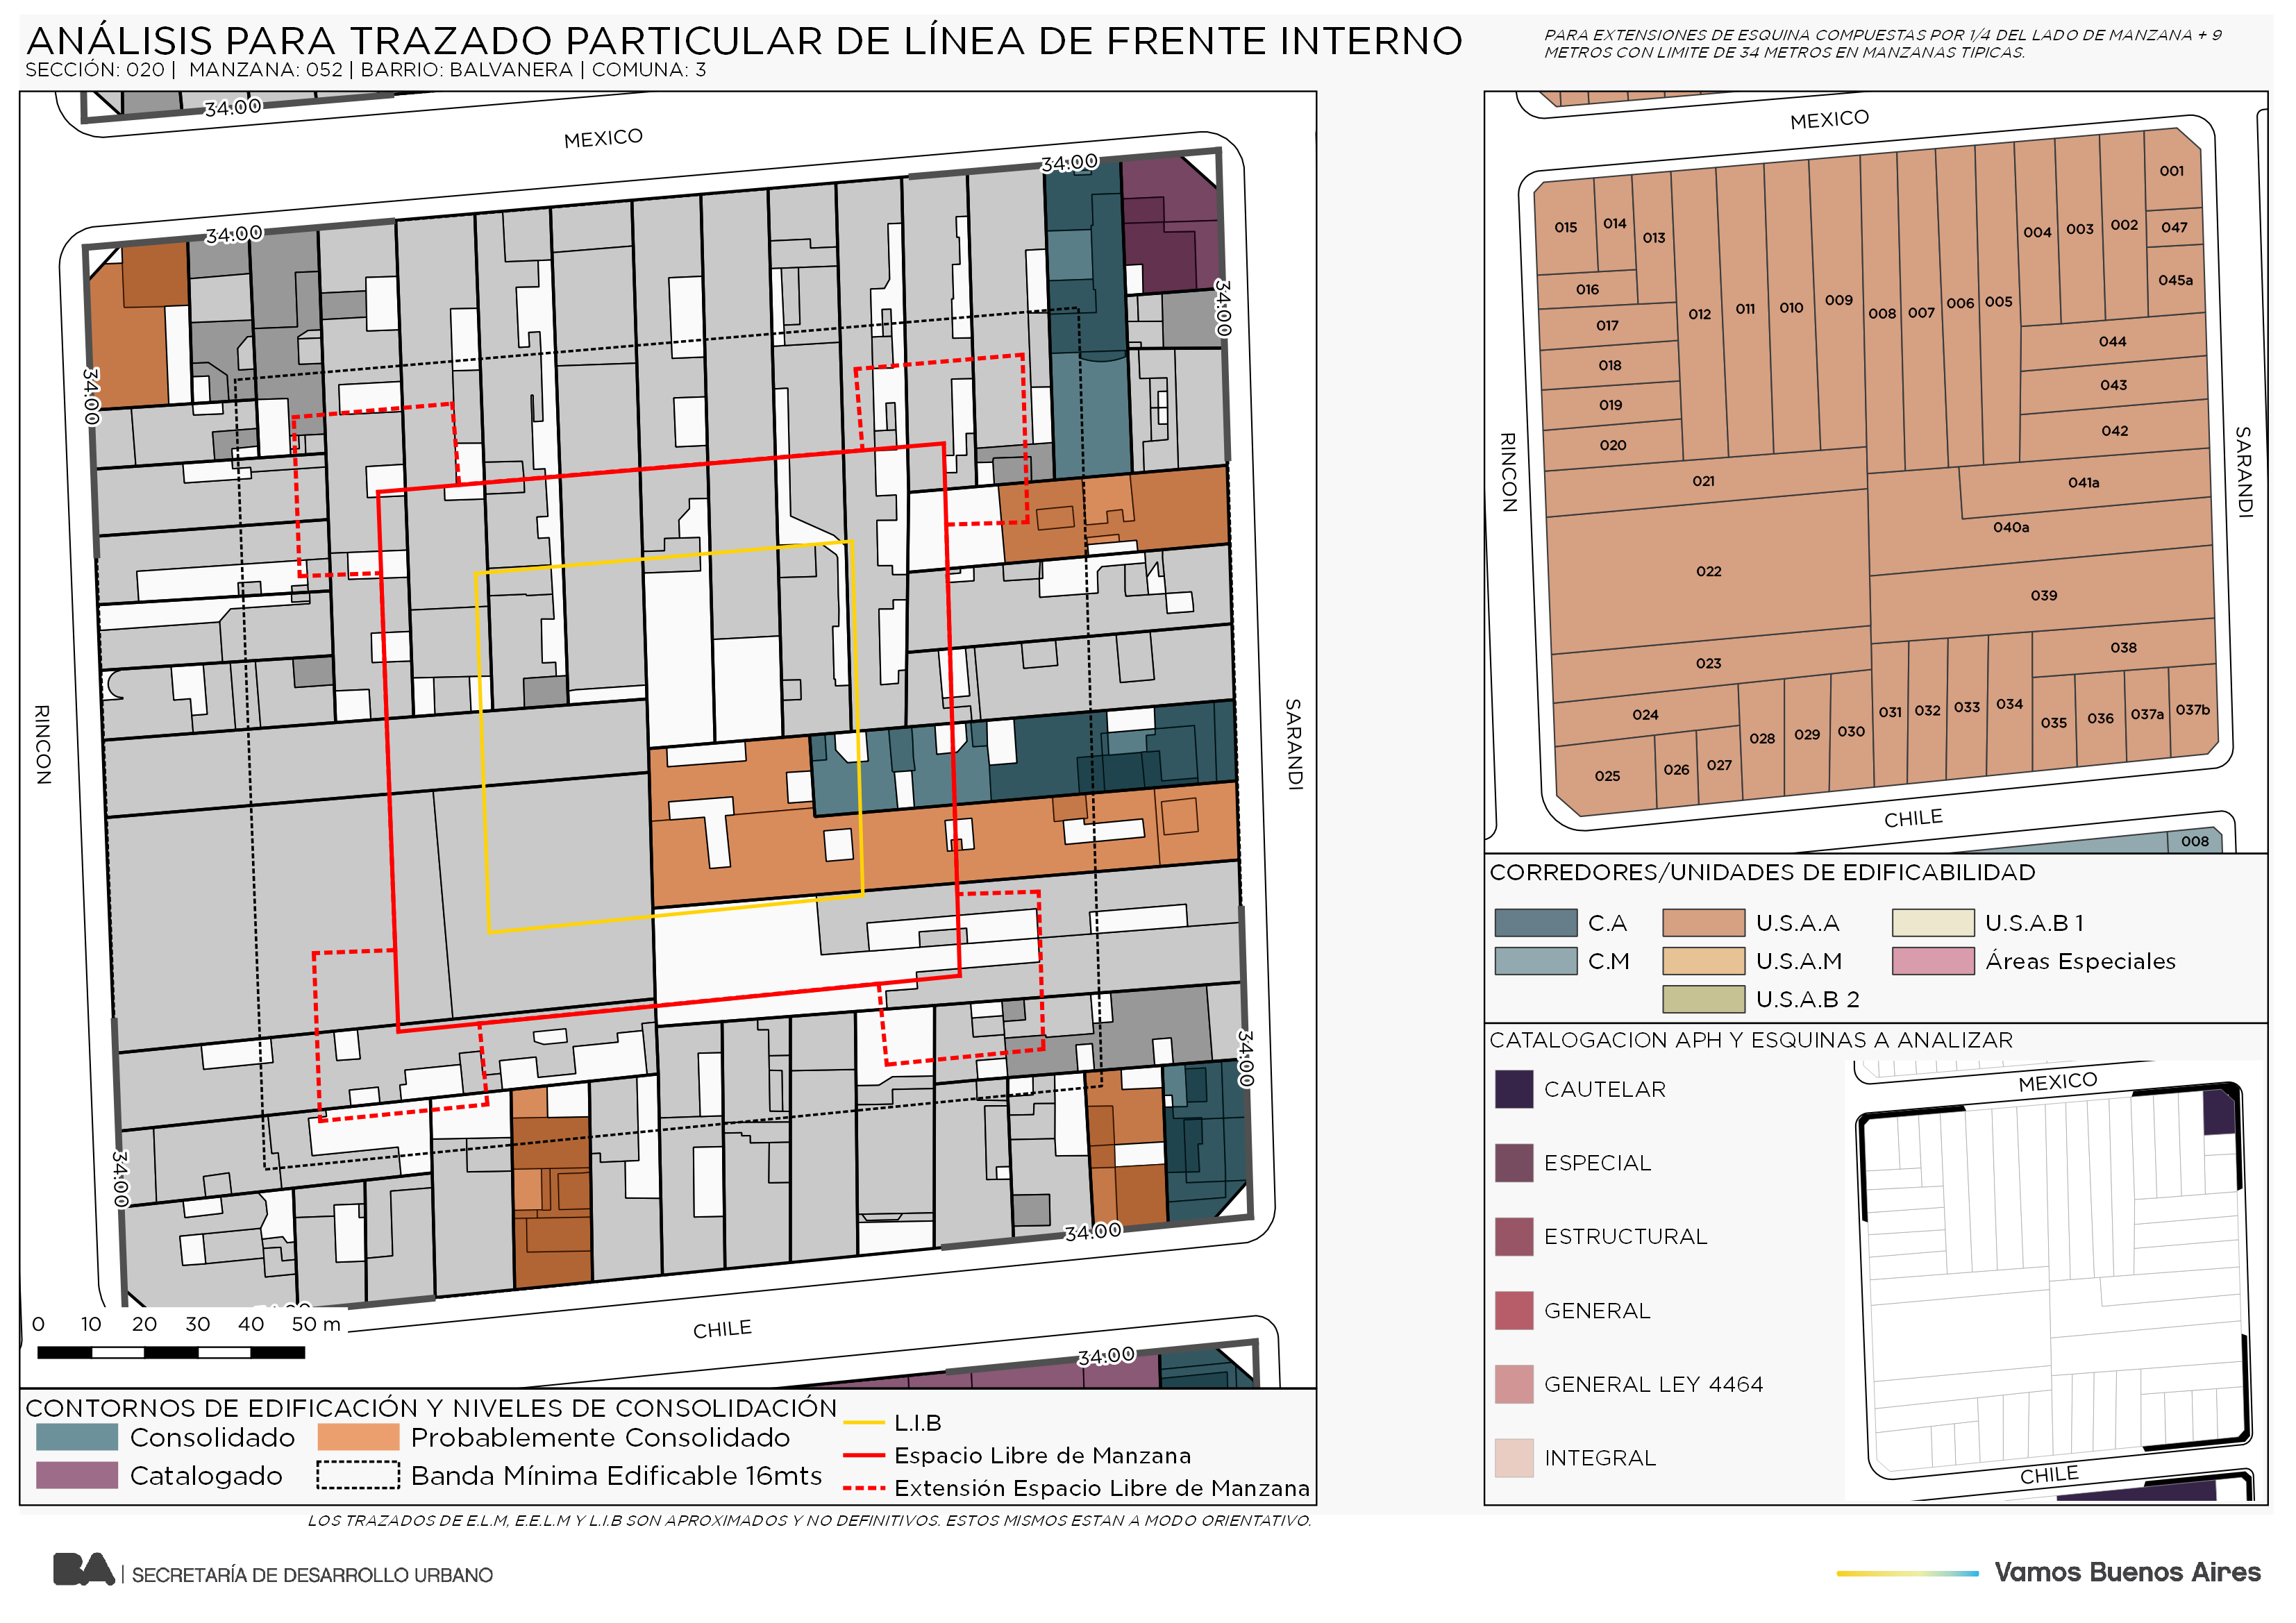 ANÁLISIS PARA TRAZADO PARTICULAR DE LÍNEA DE FRENTE INTERNO
SECCIÓN: 020 | MANZANA: 052 | BARRIO: BALVANERA | COMUNA: 3
PARA EXTENSIONES DE ESQUINA COMPUESTAS POR 1/4 DEL LADO DE MANZANA + 9
METROS CON LIMITE DE 34 METROS EN MANZANAS TIPICAS.
34:00
MEXICO
34:00
34:00
34:00
34:00
RINCON
SARANDI
34:00
34:00
34:00
CHILE
34:00
0 10 20 30 40 50 m
CONTORNOS DE EDIFICACIÓN Y NIVELES DE CONSOLIDACIÓN
Consolidado
Probablemente Consolidado
Catalogado
Banda Mínima Edificable 16mts
L.I.B
Espacio Libre de Manzana
Extensión Espacio Libre de Manzana
MEXICO
001
015
014
013
012
011
010
009
008
007
006
005
004
003
002
047
045a
016
017
018
019
020
044
043
042
021
041a
040a
022
039
023
038
024
025
026
027
028
029
030
031
032
033
034
035
036
037a
037b
RINCON
SARANDI
CHILE
008
CORREDORES/UNIDADES DE EDIFICABILIDAD
C.A
U.S.A.A
U.S.A.B 1
C.M
U.S.A.M
Áreas Especiales
U.S.A.B 2
CATALOGACION APH Y ESQUINAS A ANALIZAR
CAUTELAR
ESPECIAL
ESTRUCTURAL
GENERAL
GENERAL LEY 4464
INTEGRAL
MEXICO
CHILE
LOS TRAZADOS DE E.L.M, E.E.L.M Y L.I.B SON APROXIMADOS Y NO DEFINITIVOS. ESTOS MISMOS ESTAN A MODO ORIENTATIVO.
BA | SECRETARÍA DE DESARROLLO URBANO
Vamos Buenos Aires